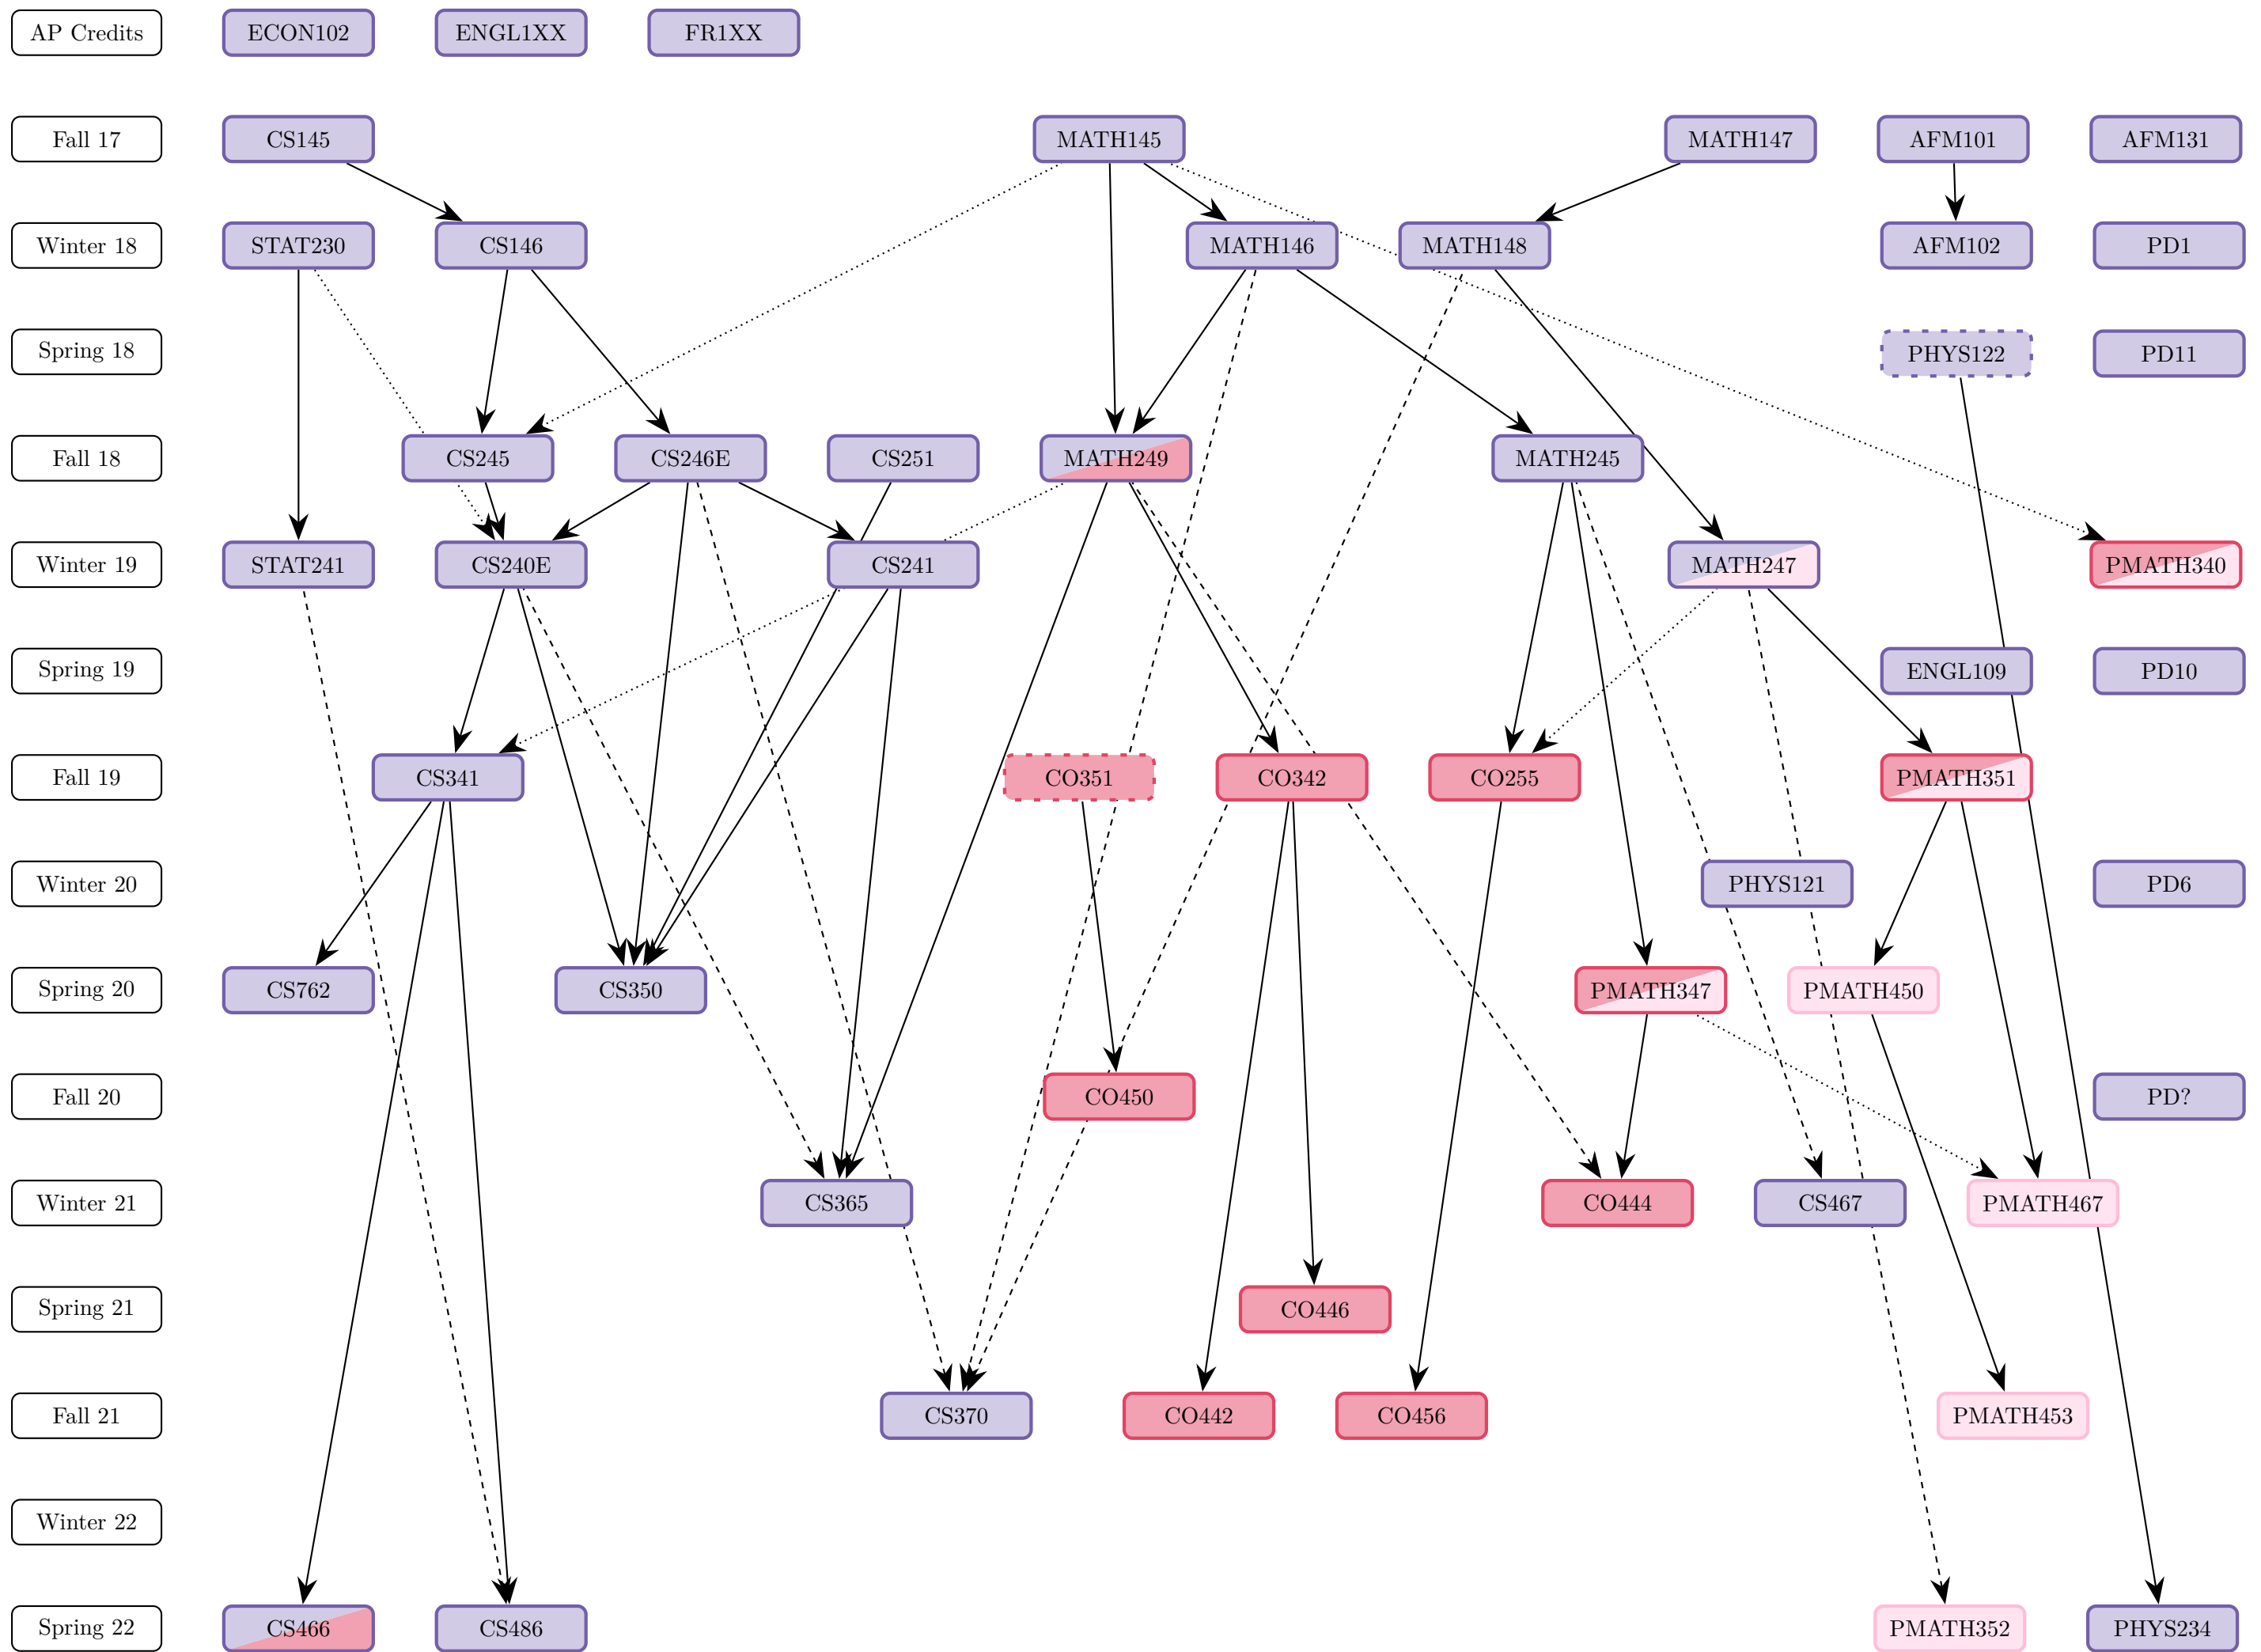 AP Credits ECON102 ENGL1XX FR1XX
Fall 17 CS145 MATH145 MATH147 AFM101 AFM131
Winter 18 STAT230 CS146 MATH146 MATH148 AFM102 PD1
Spring 18 PHYS122 PD11
Fall 18 CS245 CS246E CS251 MATH249 MATH245
Winter 19 STAT241 CS240E CS241 MATH247 PMATH340
Spring 19 ENGL109 PD10
Fall 19 CS341 CO351 CO342 CO255 PMATH351
Winter 20 PHYS121 PD6
Spring 20 CS762 CS350 PMATH347 PMATH450
Fall 20 CO450 PD?
Winter 21 CS365 CO444 CS467 PMATH467
Spring 21 CO446
Fall 21 CS370 CO442 CO456 PMATH453
Winter 22
Spring 22 CS466 CS486 PMATH352 PHYS234